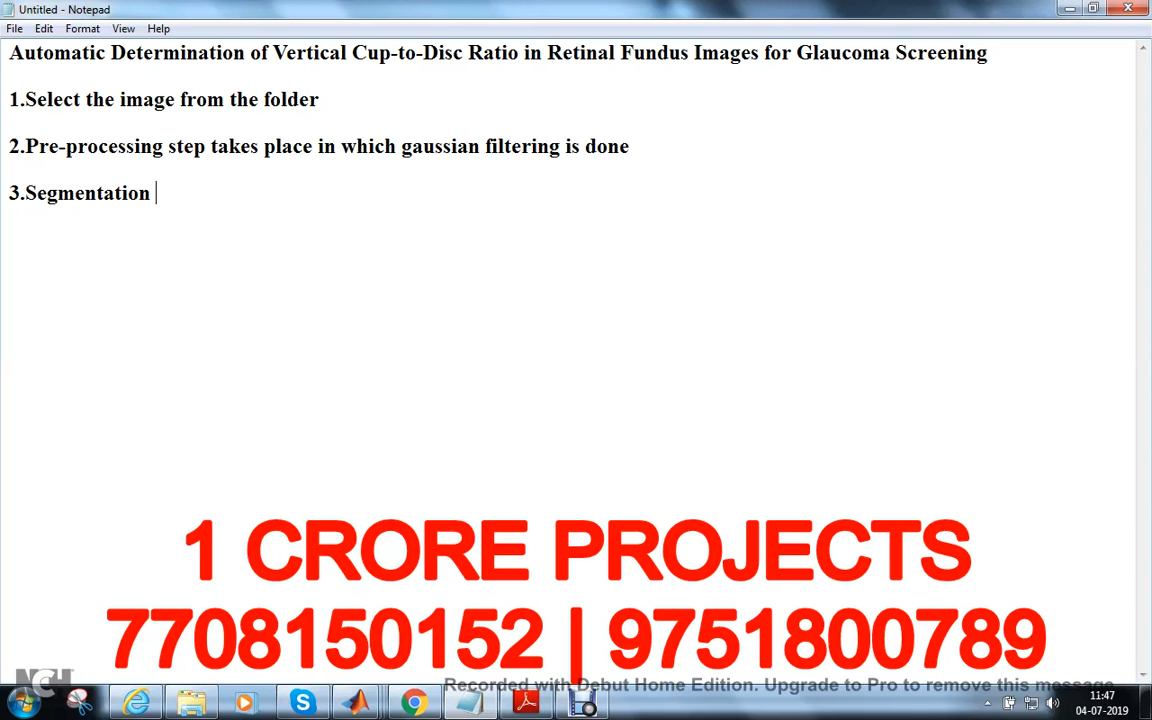 Untitled - Notepad
File Edit Format View Help
Automatic Determination of Vertical Cup-to-Disc Ratio in Retinal Fundus Images for Glaucoma Screening
1.Select the image from the folder
2.Pre-processing step takes place in which gaussian filtering is done
3.Segmentation
1 CRORE PROJECTS
7708150152 | 9751800789
NCH
Recorded with Debut Home Edition. Upgrade to Pro to remove this message.
11:47
04-07-2019